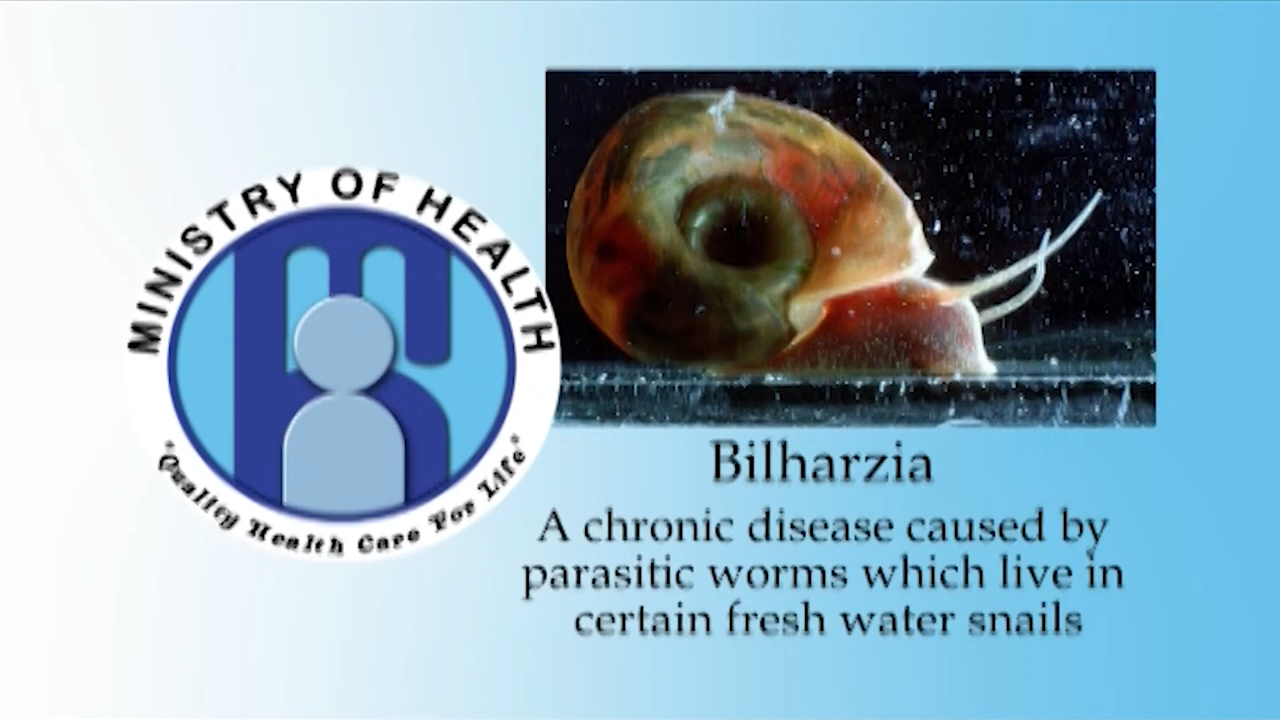 MINISTRY OF HEALTH
"Quality Health Care For Life"
Bilharzia
A chronic disease caused by
parasitic worms which live in
certain fresh water snails